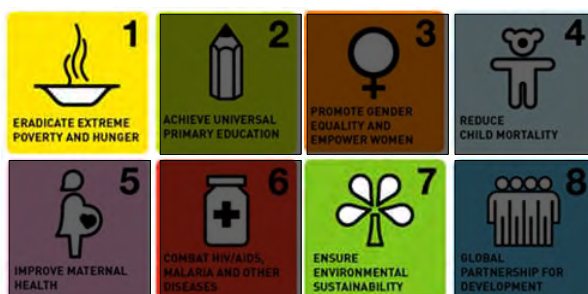 1
ERADICATE EXTREME
POVERTY AND HUNGER
2
ACHIEVE UNIVERSAL
PRIMARY EDUCATION
3
PROMOTE GENDER
EQUALITY AND
EMPOWER WOMEN
4
REDUCE
CHILD MORTALITY
5
IMPROVE MATERNAL
HEALTH
6
COMBAT HIV/AIDS,
MALARIA AND OTHER
DISEASES
7
ENSURE
ENVIRONMENTAL
SUSTAINABILITY
8
GLOBAL
PARTNERSHIP FOR
DEVELOPMENT